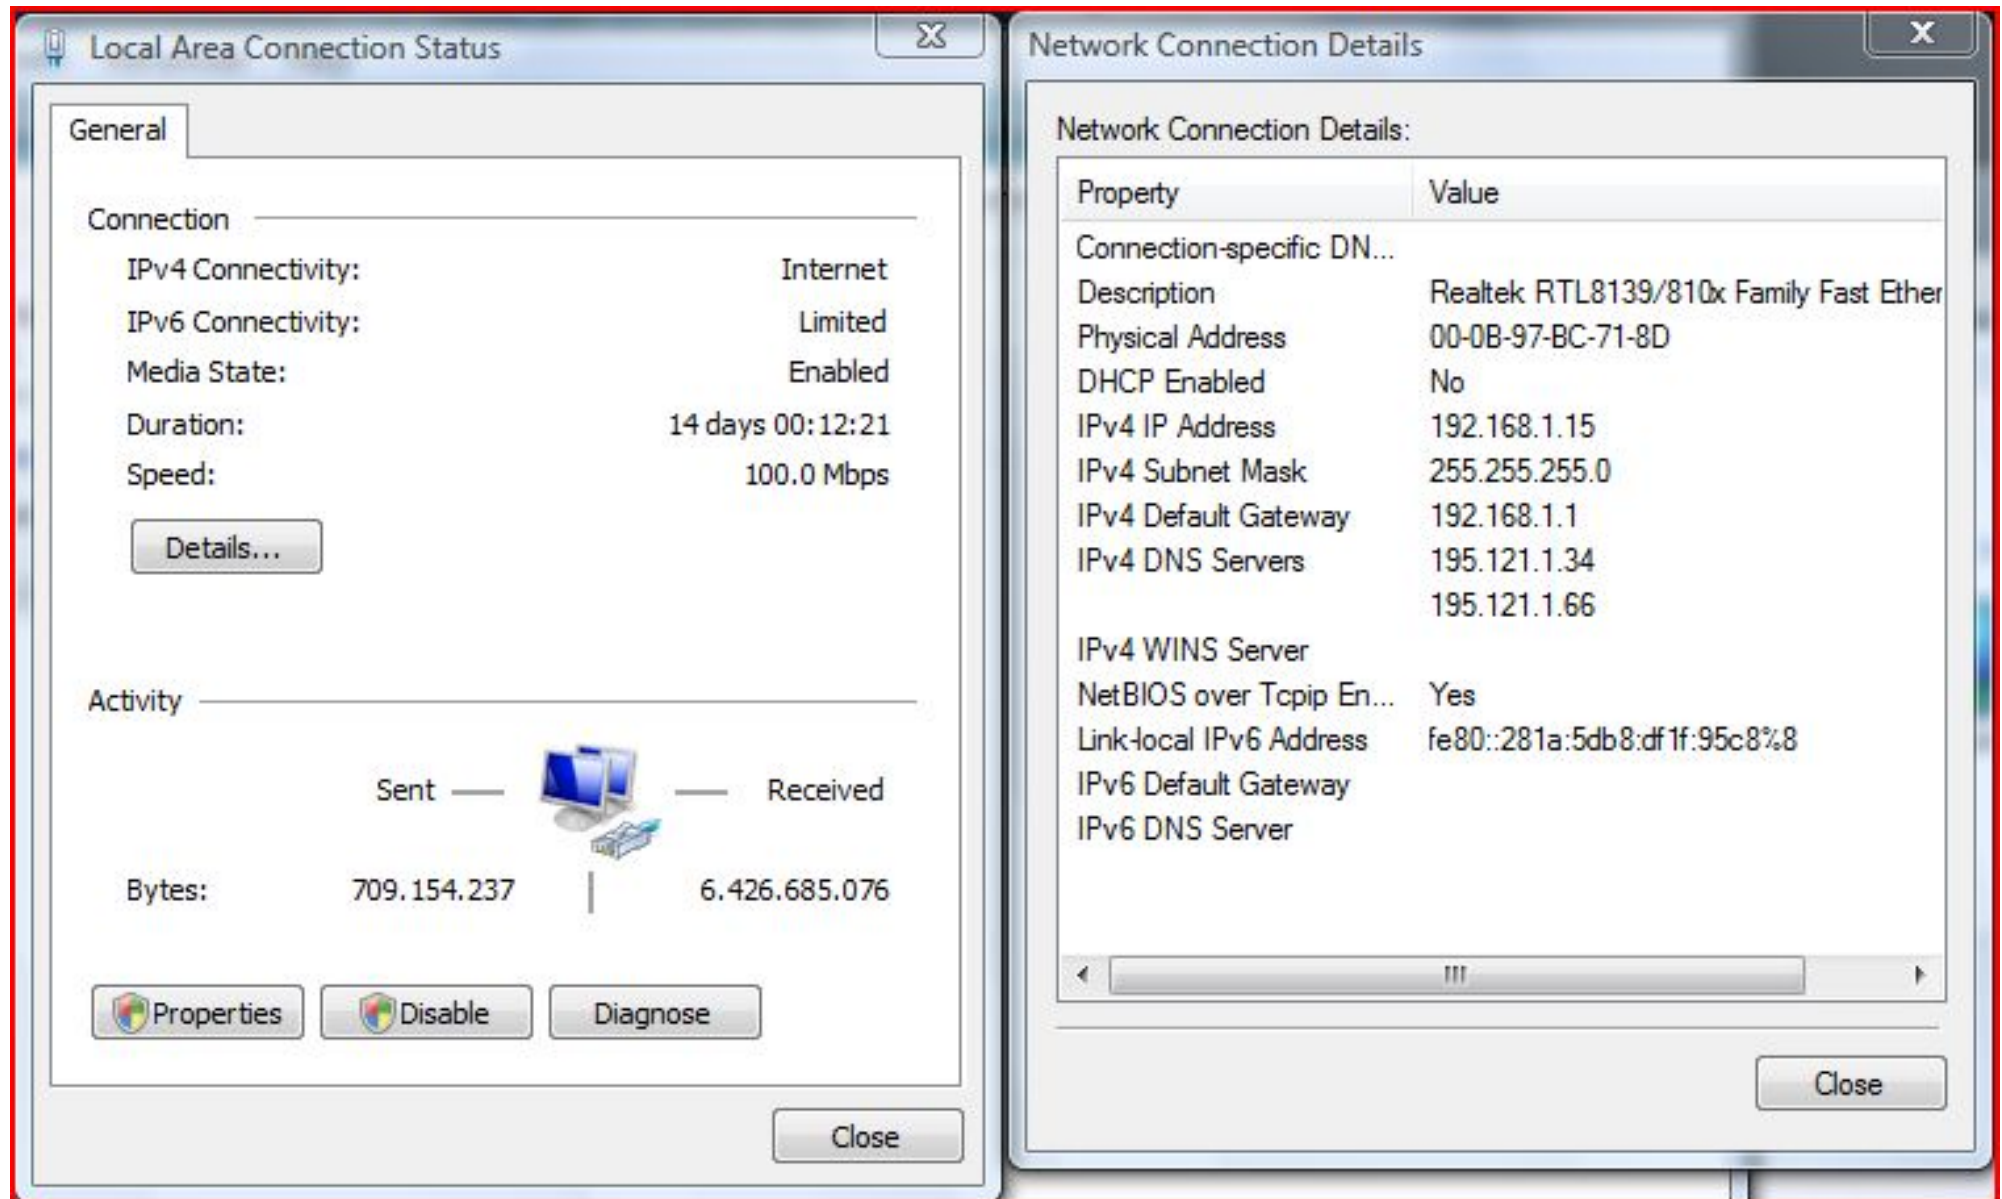 Local Area Connection Status
General
Connection
IPv4 Connectivity: Internet
IPv6 Connectivity: Limited
Media State: Enabled
Duration: 14 days 00:12:21
Speed: 100.0 Mbps
Details...
Activity
Sent Received
Bytes: 709.154.237 6.426.685.076
Properties Disable Diagnose
Close
Network Connection Details
Network Connection Details:
Property Value
Connection-specific DN...
Description Realtek RTL8139/810x Family Fast Ether
Physical Address 00-0B-97-BC-71-8D
DHCP Enabled No
IPv4 IP Address 192.168.1.15
IPv4 Subnet Mask 255.255.255.0
IPv4 Default Gateway 192.168.1.1
IPv4 DNS Servers 195.121.1.34
195.121.1.66
IPv4 WINS Server
NetBIOS over Tcpip En... Yes
Link-local IPv6 Address fe80::281a:5db8:df1f:95c8%8
IPv6 Default Gateway
IPv6 DNS Server
Close